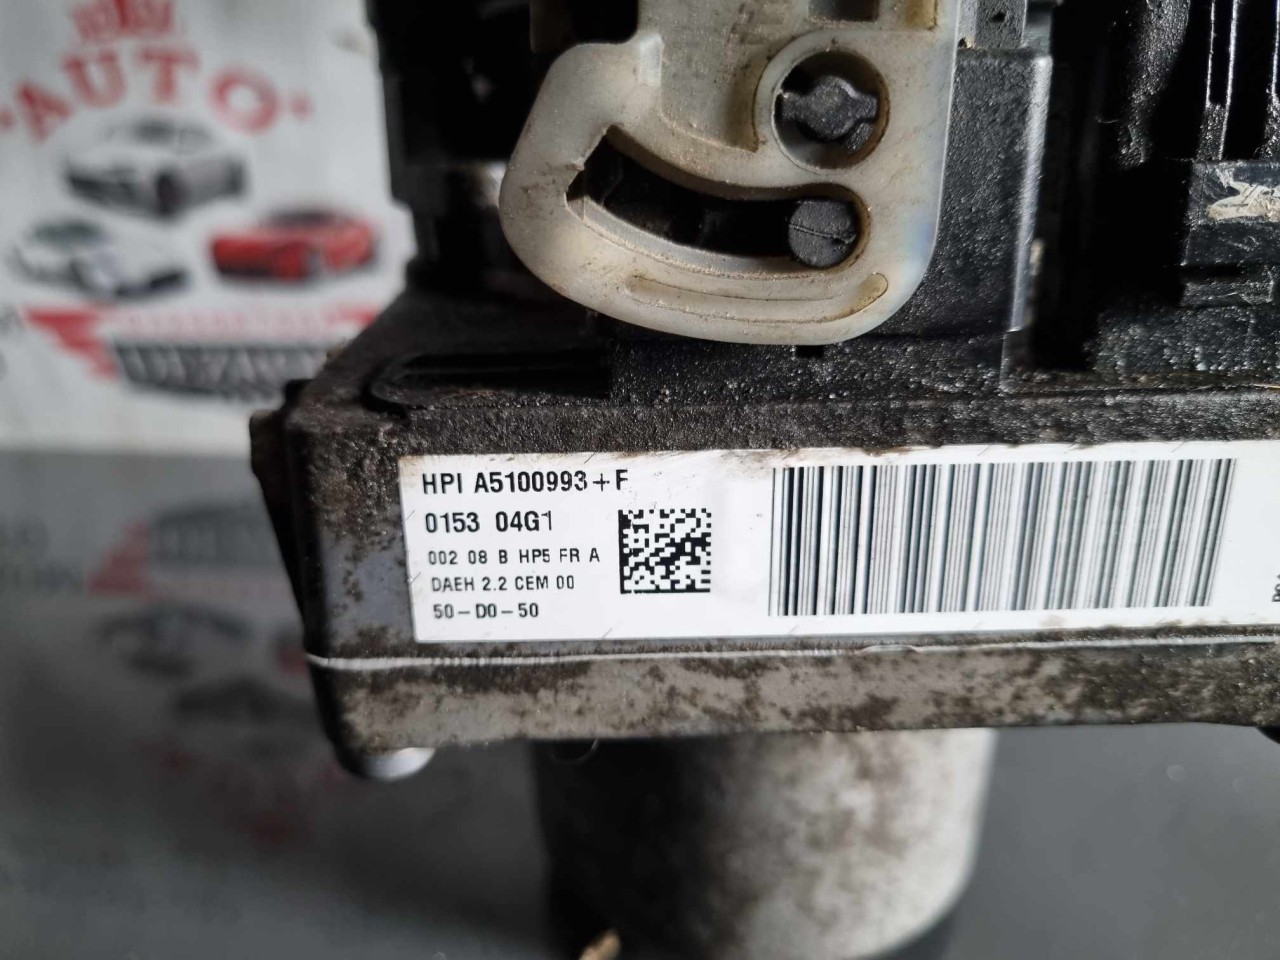 AUTO
HPI A5100993+F
0153 04G1
002 08 B HP5 FR A
DAEH 2.2 CEM 00
50-D0-50